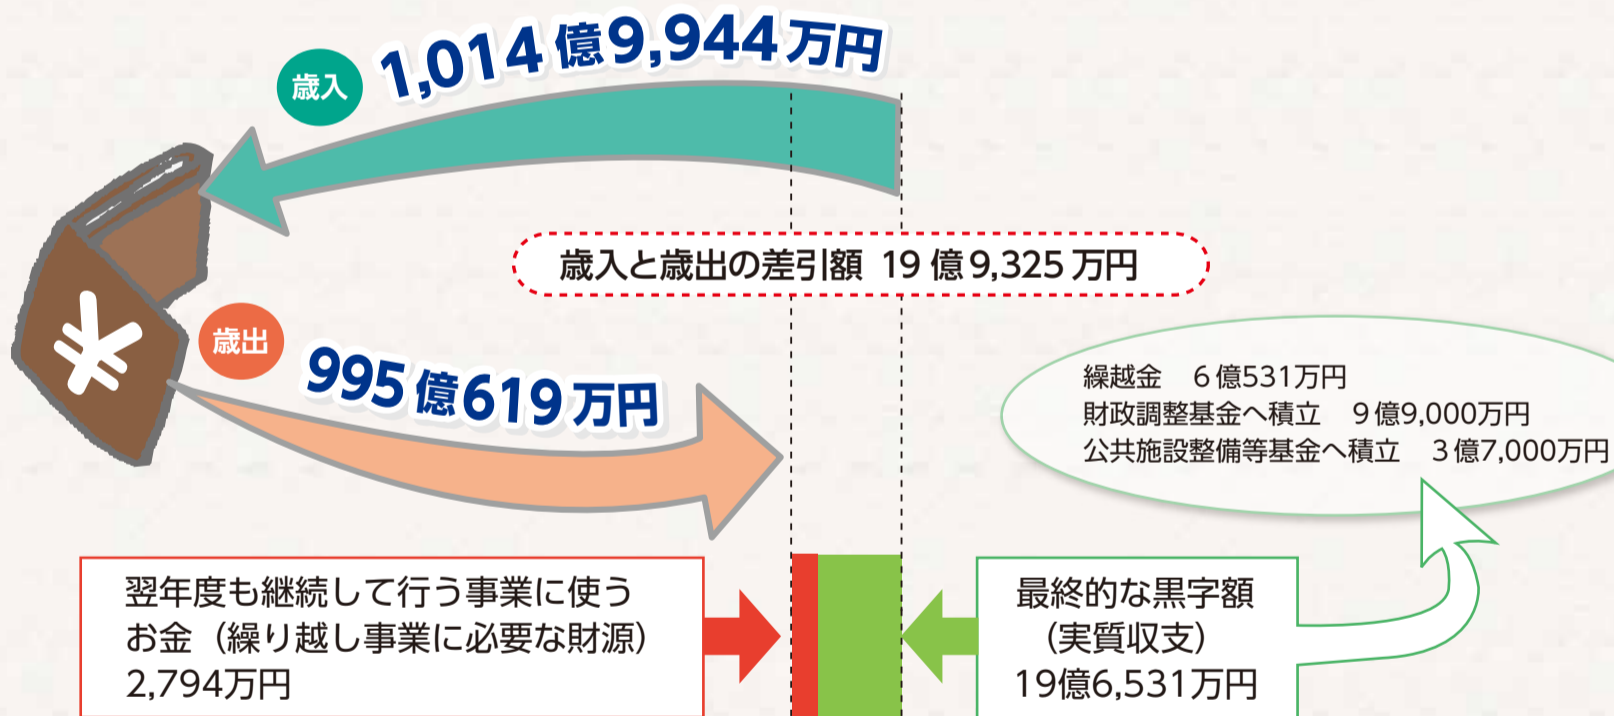 歳入 1,014億9,944万円
歳入と歳出の差引額 19億9,325万円
¥
歳出 995億619万円
繰越金 6億531万円
財政調整基金へ積立 9億9,000万円
公共施設整備等基金へ積立 3億7,000万円
翌年度も継続して行う事業に使う
お金（繰り越し事業に必要な財源）
2,794万円
最終的な黒字額
（実質収支）
19億6,531万円